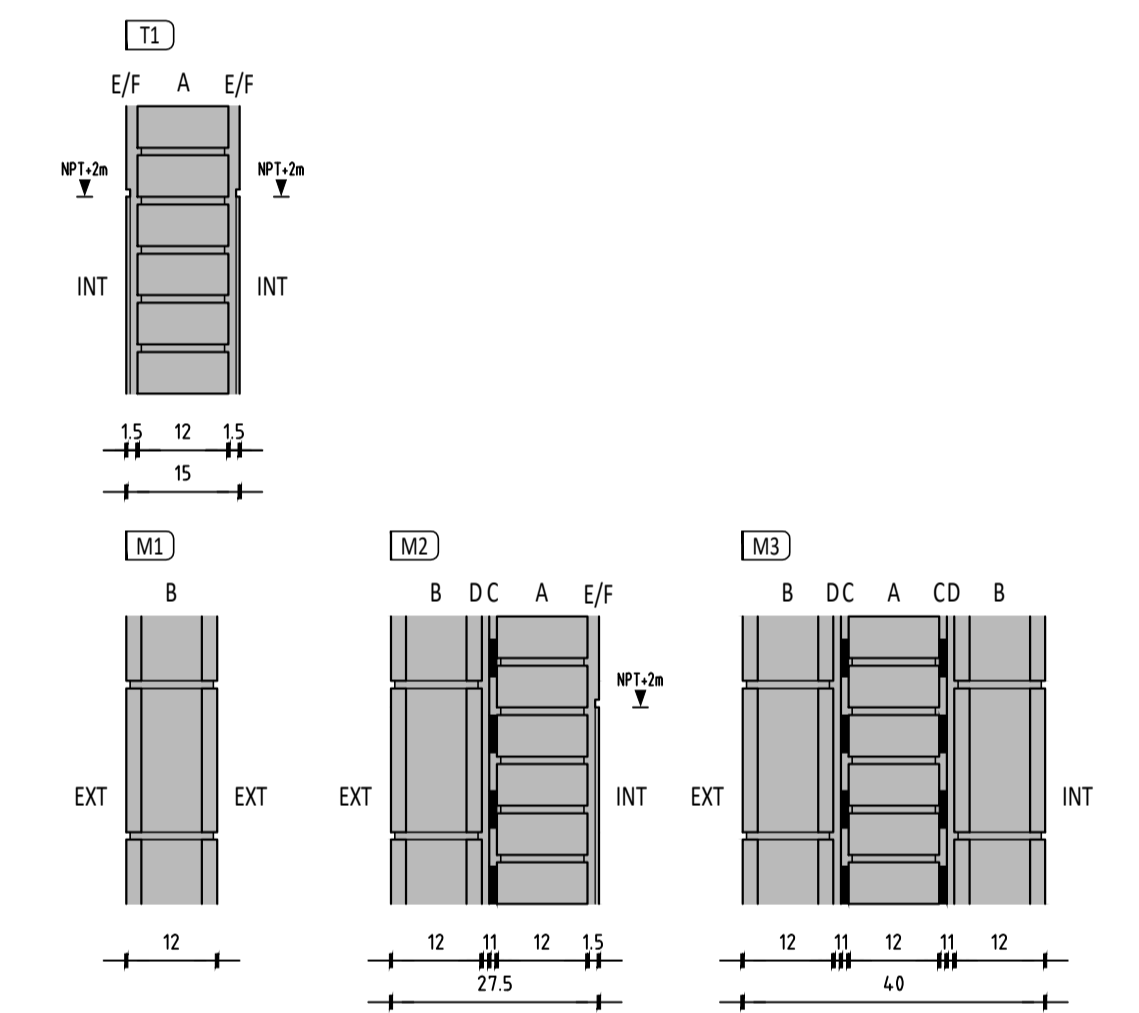 T1
E/F A E/F
NPT+2m NPT+2m
INT INT
1.5 12 1.5
15
M1 M2 M3
B B D C A E/F B D C A C D B
NPT+2m
EXT EXT EXT INT EXT INT
12 12 1 1 12 1.5 12 1 1 12 1 1 12
27.5 40